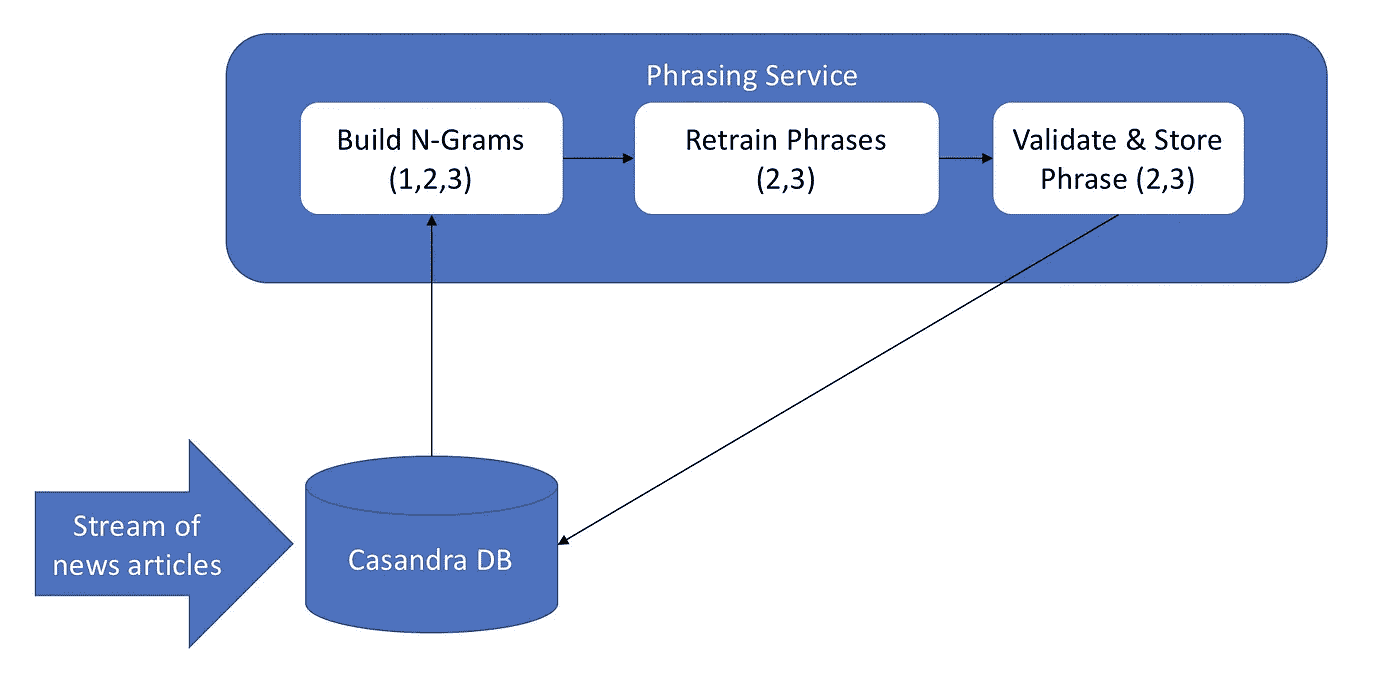 Phrasing Service
Build N-Grams
(1,2,3)
Retrain Phrases
(2,3)
Validate & Store
Phrase (2,3)
Stream of
news articles
Casandra DB